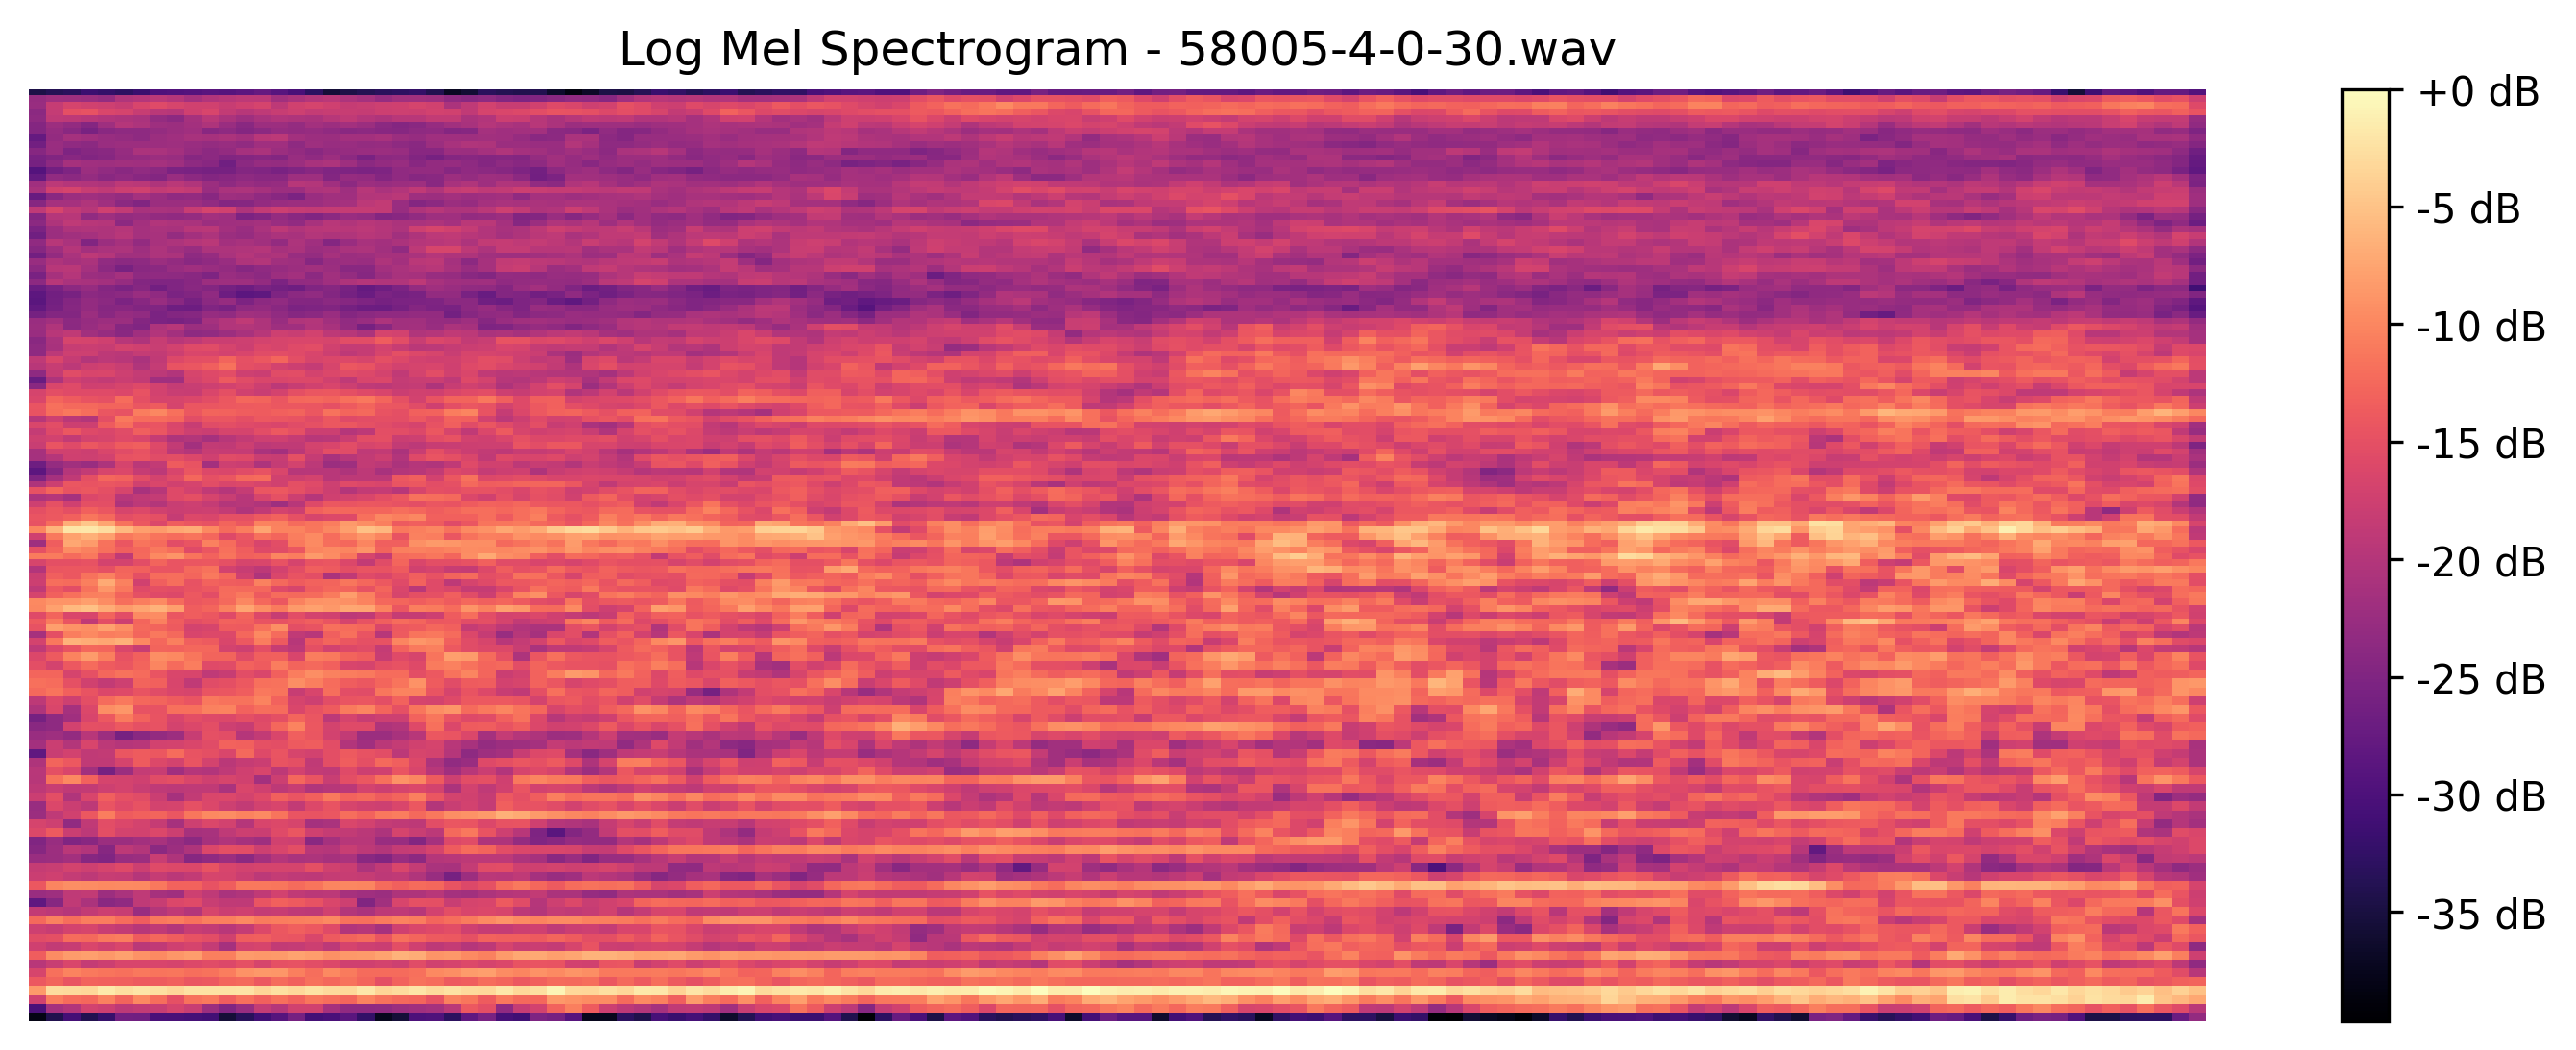 Log Mel Spectrogram - 58005-4-0-30.wav
+0 dB
-5 dB
-10 dB
-15 dB
-20 dB
-25 dB
-30 dB
-35 dB